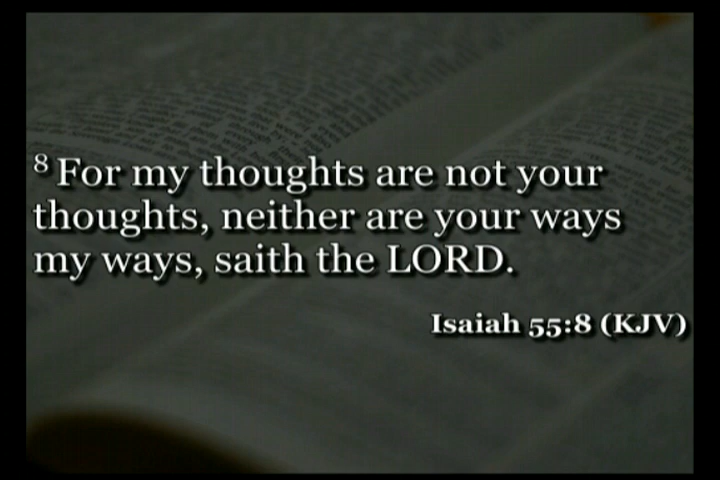 8 For my thoughts are not your
thoughts, neither are your ways
my ways, saith the LORD.
Isaiah 55:8 (KJV)